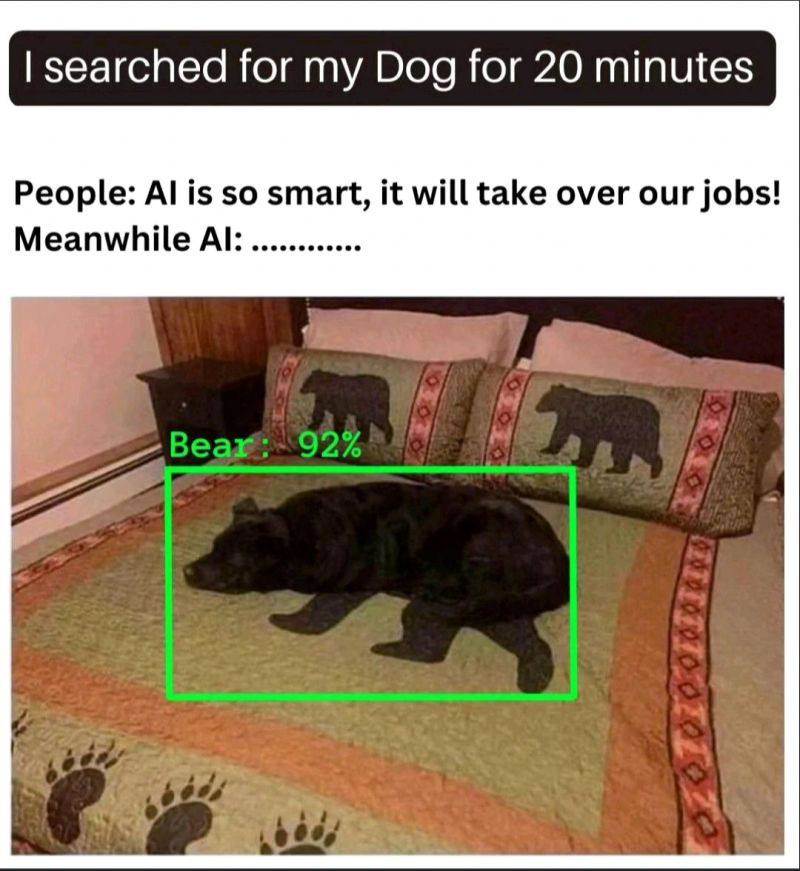 I searched for my Dog for 20 minutes
People: AI is so smart, it will take over our jobs!
Meanwhile AI: ............
Bear: 92%